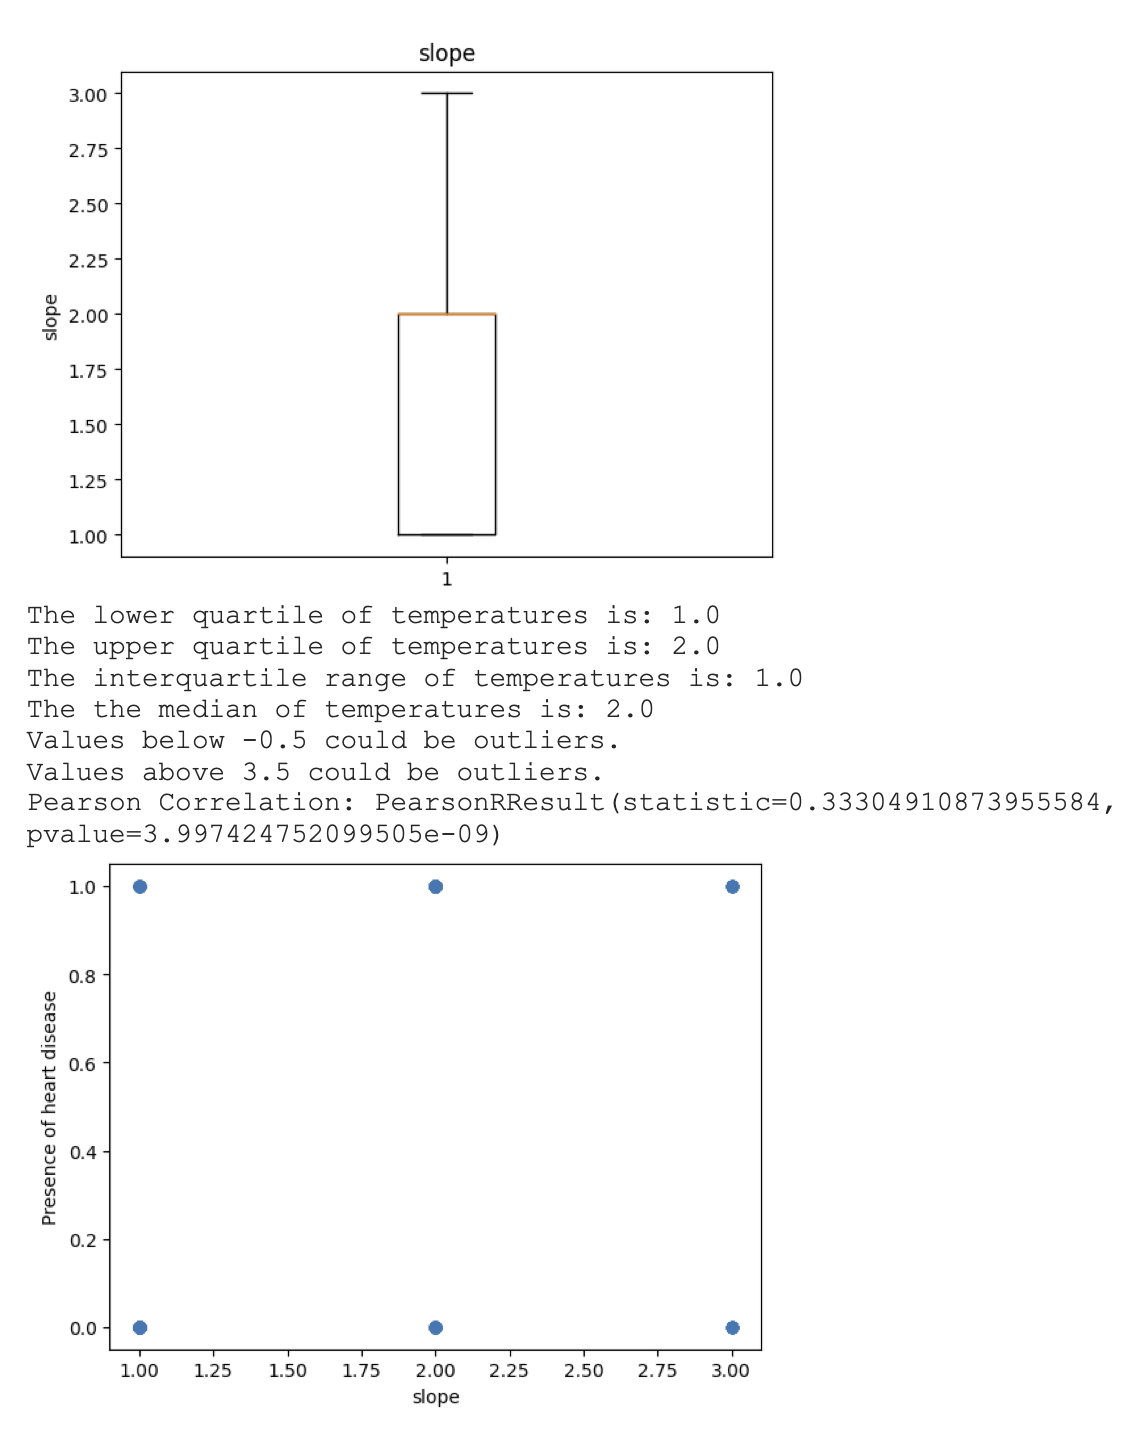 slope
3.00
2.75
2.50
2.25
2.00
1.75
1.50
1.25
1.00
slope
1
The lower quartile of temperatures is: 1.0
The upper quartile of temperatures is: 2.0
The interquartile range of temperatures is: 1.0
The the median of temperatures is: 2.0
Values below -0.5 could be outliers.
Values above 3.5 could be outliers.
Pearson Correlation: PearsonRResult(statistic=0.33304910873955584,
pvalue=3.997424752099505e-09)
1.0
0.8
0.6
0.4
0.2
0.0
Presence of heart disease
1.00 1.25 1.50 1.75 2.00 2.25 2.50 2.75 3.00
slope